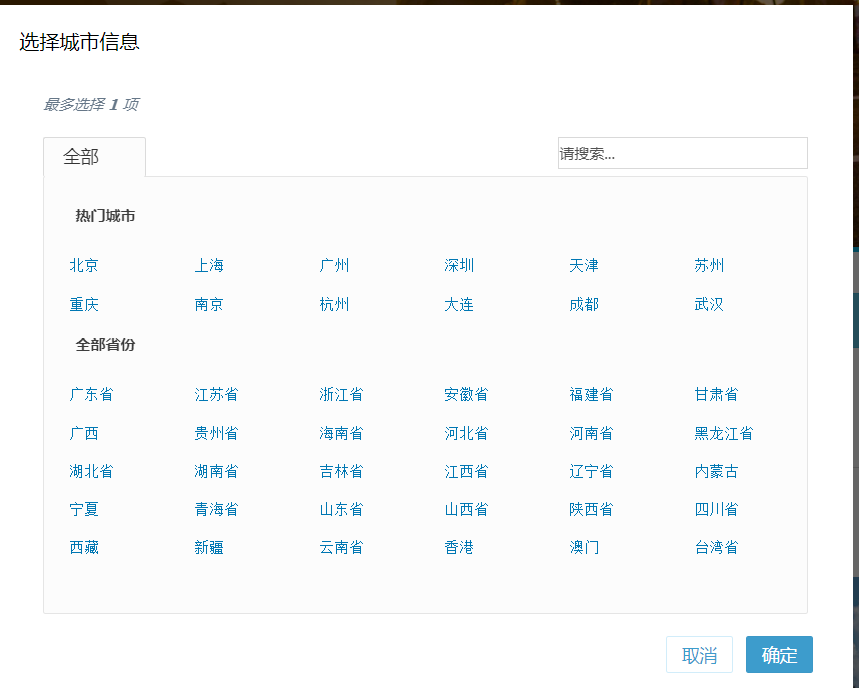 选择城市信息
最多选择 1 项
全部
请搜索...
热门城市
北京 上海 广州 深圳 天津 苏州
重庆 南京 杭州 大连 成都 武汉
全部省份
广东省 江苏省 浙江省 安徽省 福建省 甘肃省
广西 贵州省 海南省 河北省 河南省 黑龙江省
湖北省 湖南省 吉林省 江西省 辽宁省 内蒙古
宁夏 青海省 山东省 山西省 陕西省 四川省
西藏 新疆 云南省 香港 澳门 台湾省
取消 确定